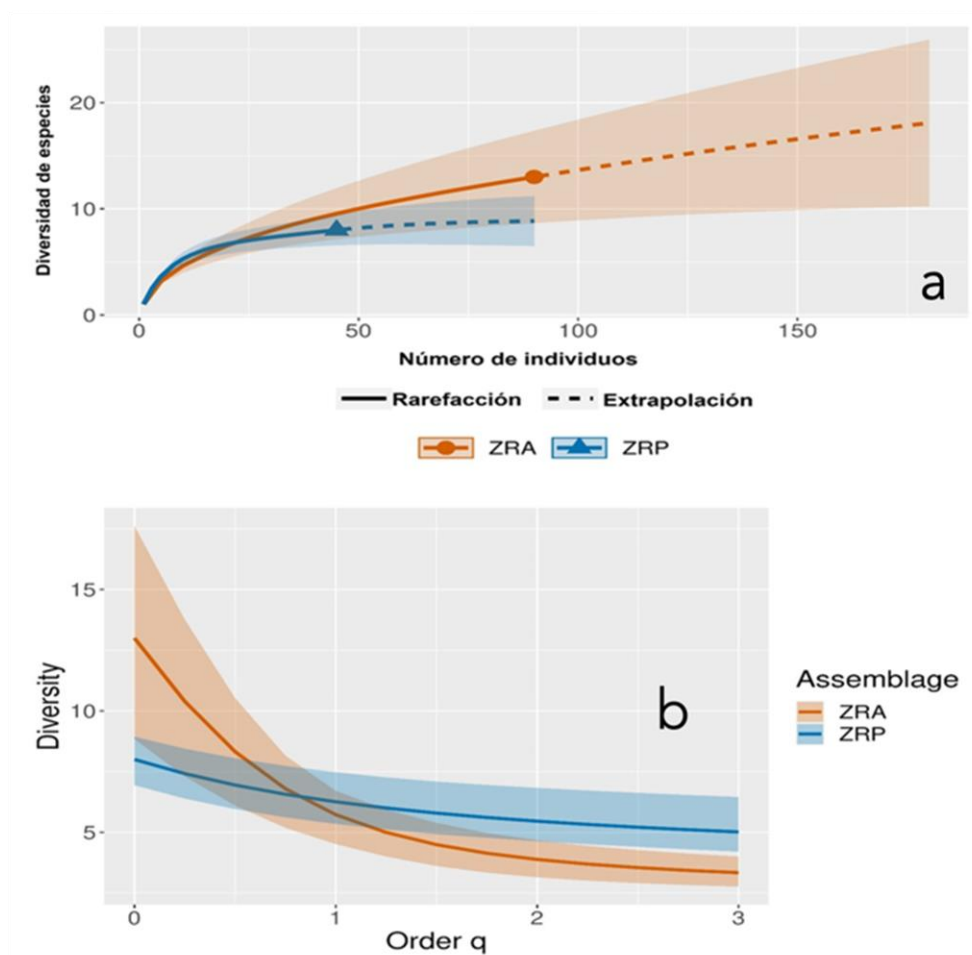 Diversidad de especies
20
10
0
0 50 100 150
a
Número de individuos
Rarefacción Extrapolación
ZRA ZRP
Diversity
15
10
5
0 1 2 3
b
Order q
Assemblage
ZRA
ZRP